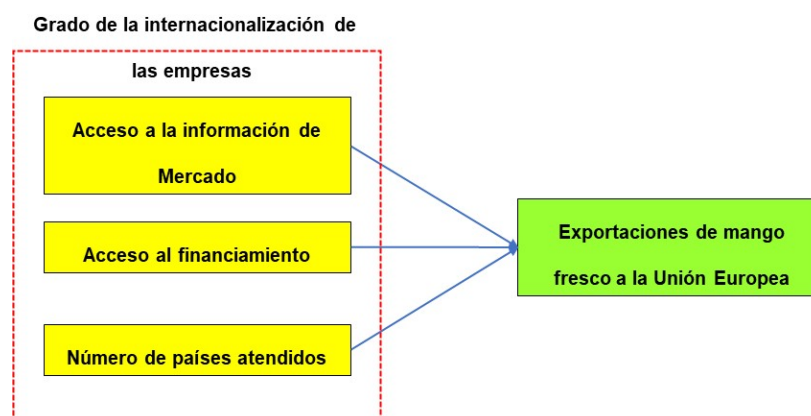 Grado de la internacionalización de
las empresas
Acceso a la información de
Mercado
Acceso al financiamiento
Número de países atendidos
Exportaciones de mango
fresco a la Unión Europea